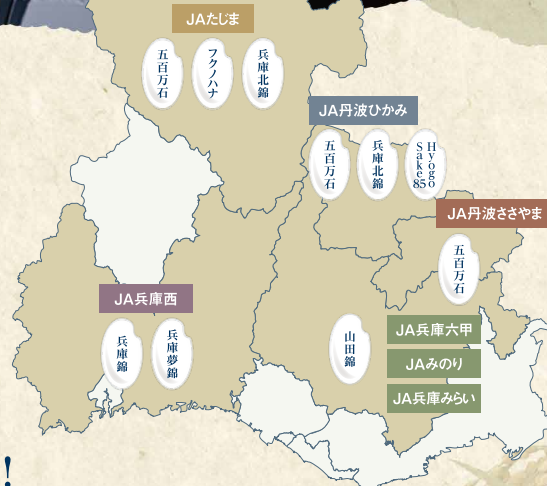 JAたじま
五百万石
フクノハナ
兵庫北錦
JA丹波ひかみ
五百万石
兵庫北錦
Hyogo
Sake85
JA丹波ささやま
五百万石
JA兵庫西
兵庫錦
兵庫夢錦
山田錦
JA兵庫六甲
JAみのり
JA兵庫みらい
!